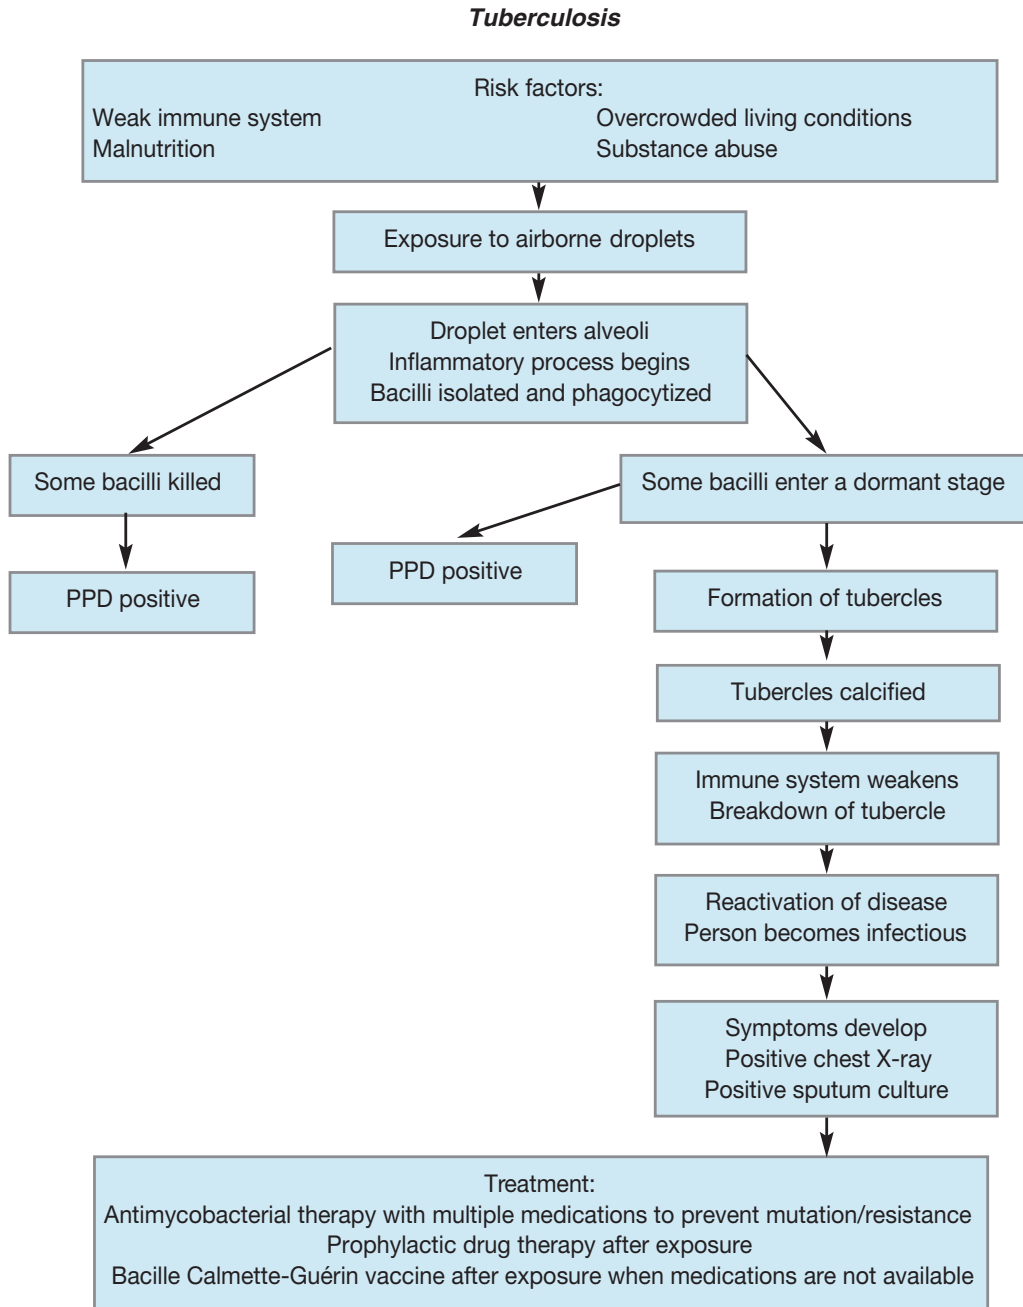 Tuberculosis
Risk factors:
Weak immune system
Malnutrition
Overcrowded living conditions
Substance abuse
Exposure to airborne droplets
Droplet enters alveoli
Inflammatory process begins
Bacilli isolated and phagocytized
Some bacilli killed
PPD positive
Some bacilli enter a dormant stage
PPD positive
Formation of tubercles
Tubercles calcified
Immune system weakens
Breakdown of tubercle
Reactivation of disease
Person becomes infectious
Symptoms develop
Positive chest X-ray
Positive sputum culture
Treatment:
Antimycobacterial therapy with multiple medications to prevent mutation/resistance
Prophylactic drug therapy after exposure
Bacille Calmette-Guérin vaccine after exposure when medications are not available